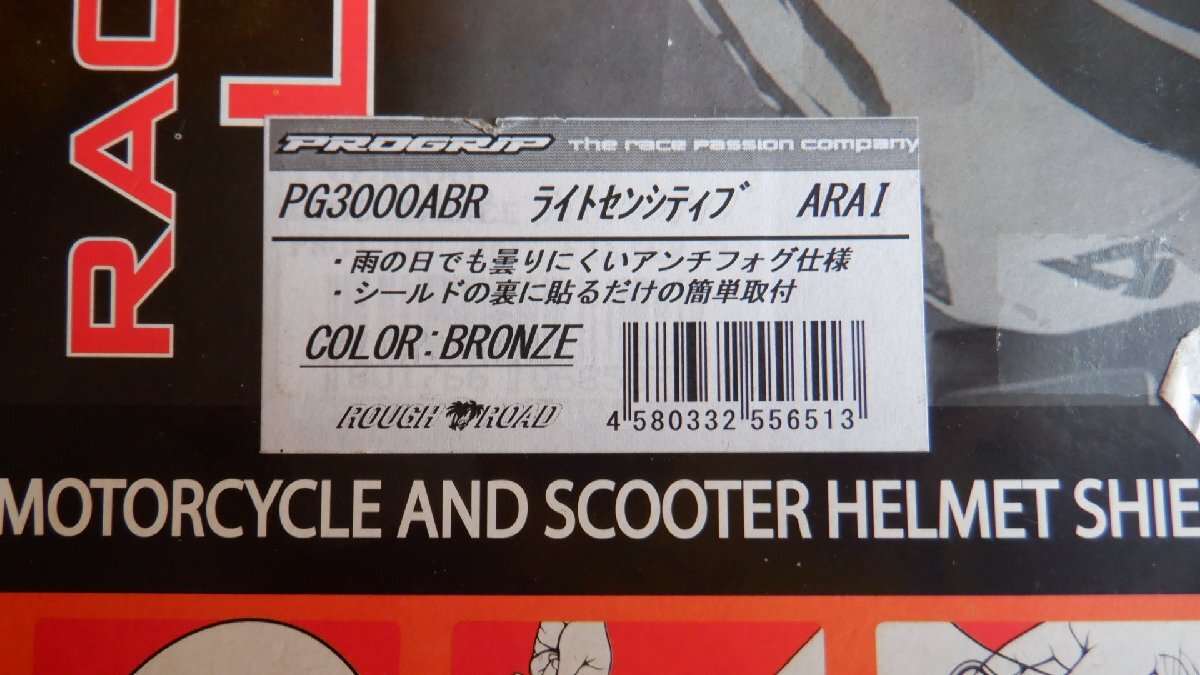 RAC
L
PROGRIP The race Passion company
PG3000ABR ライトセンシティブ ARAI
・雨の日でも曇りにくいアンチフォグ仕様
・シールドの裏に貼るだけの簡単取付
COLOR:BRONZE
ROUGH ROAD
4 580332 556513
MOTORCYCLE AND SCOOTER HELMET SHIE